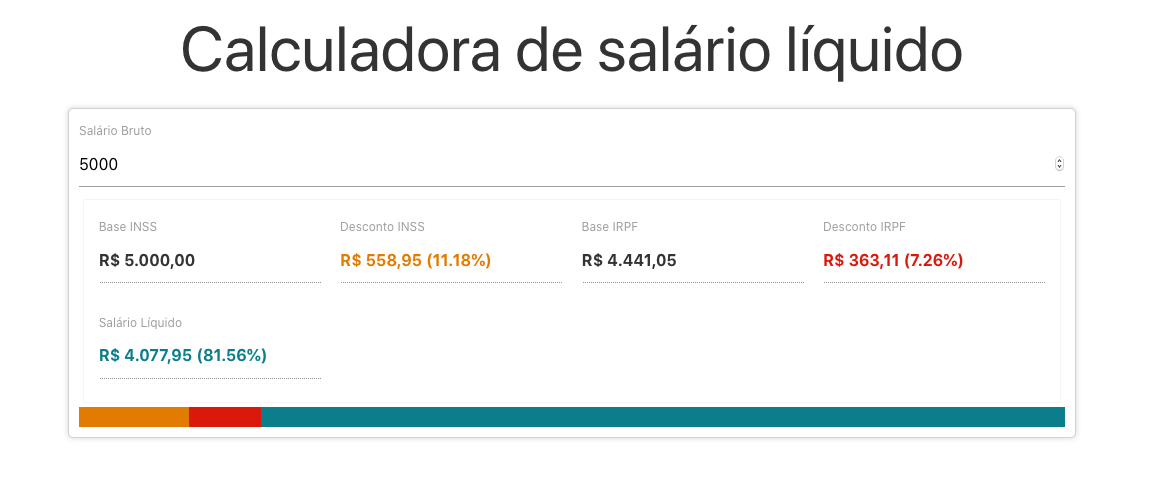 Calculadora de salário líquido
Salário Bruto
5000
Base INSS
R$ 5.000,00
Desconto INSS
R$ 558,95 (11.18%)
Base IRPF
R$ 4.441,05
Desconto IRPF
R$ 363,11 (7.26%)
Salário Líquido
R$ 4.077,95 (81.56%)